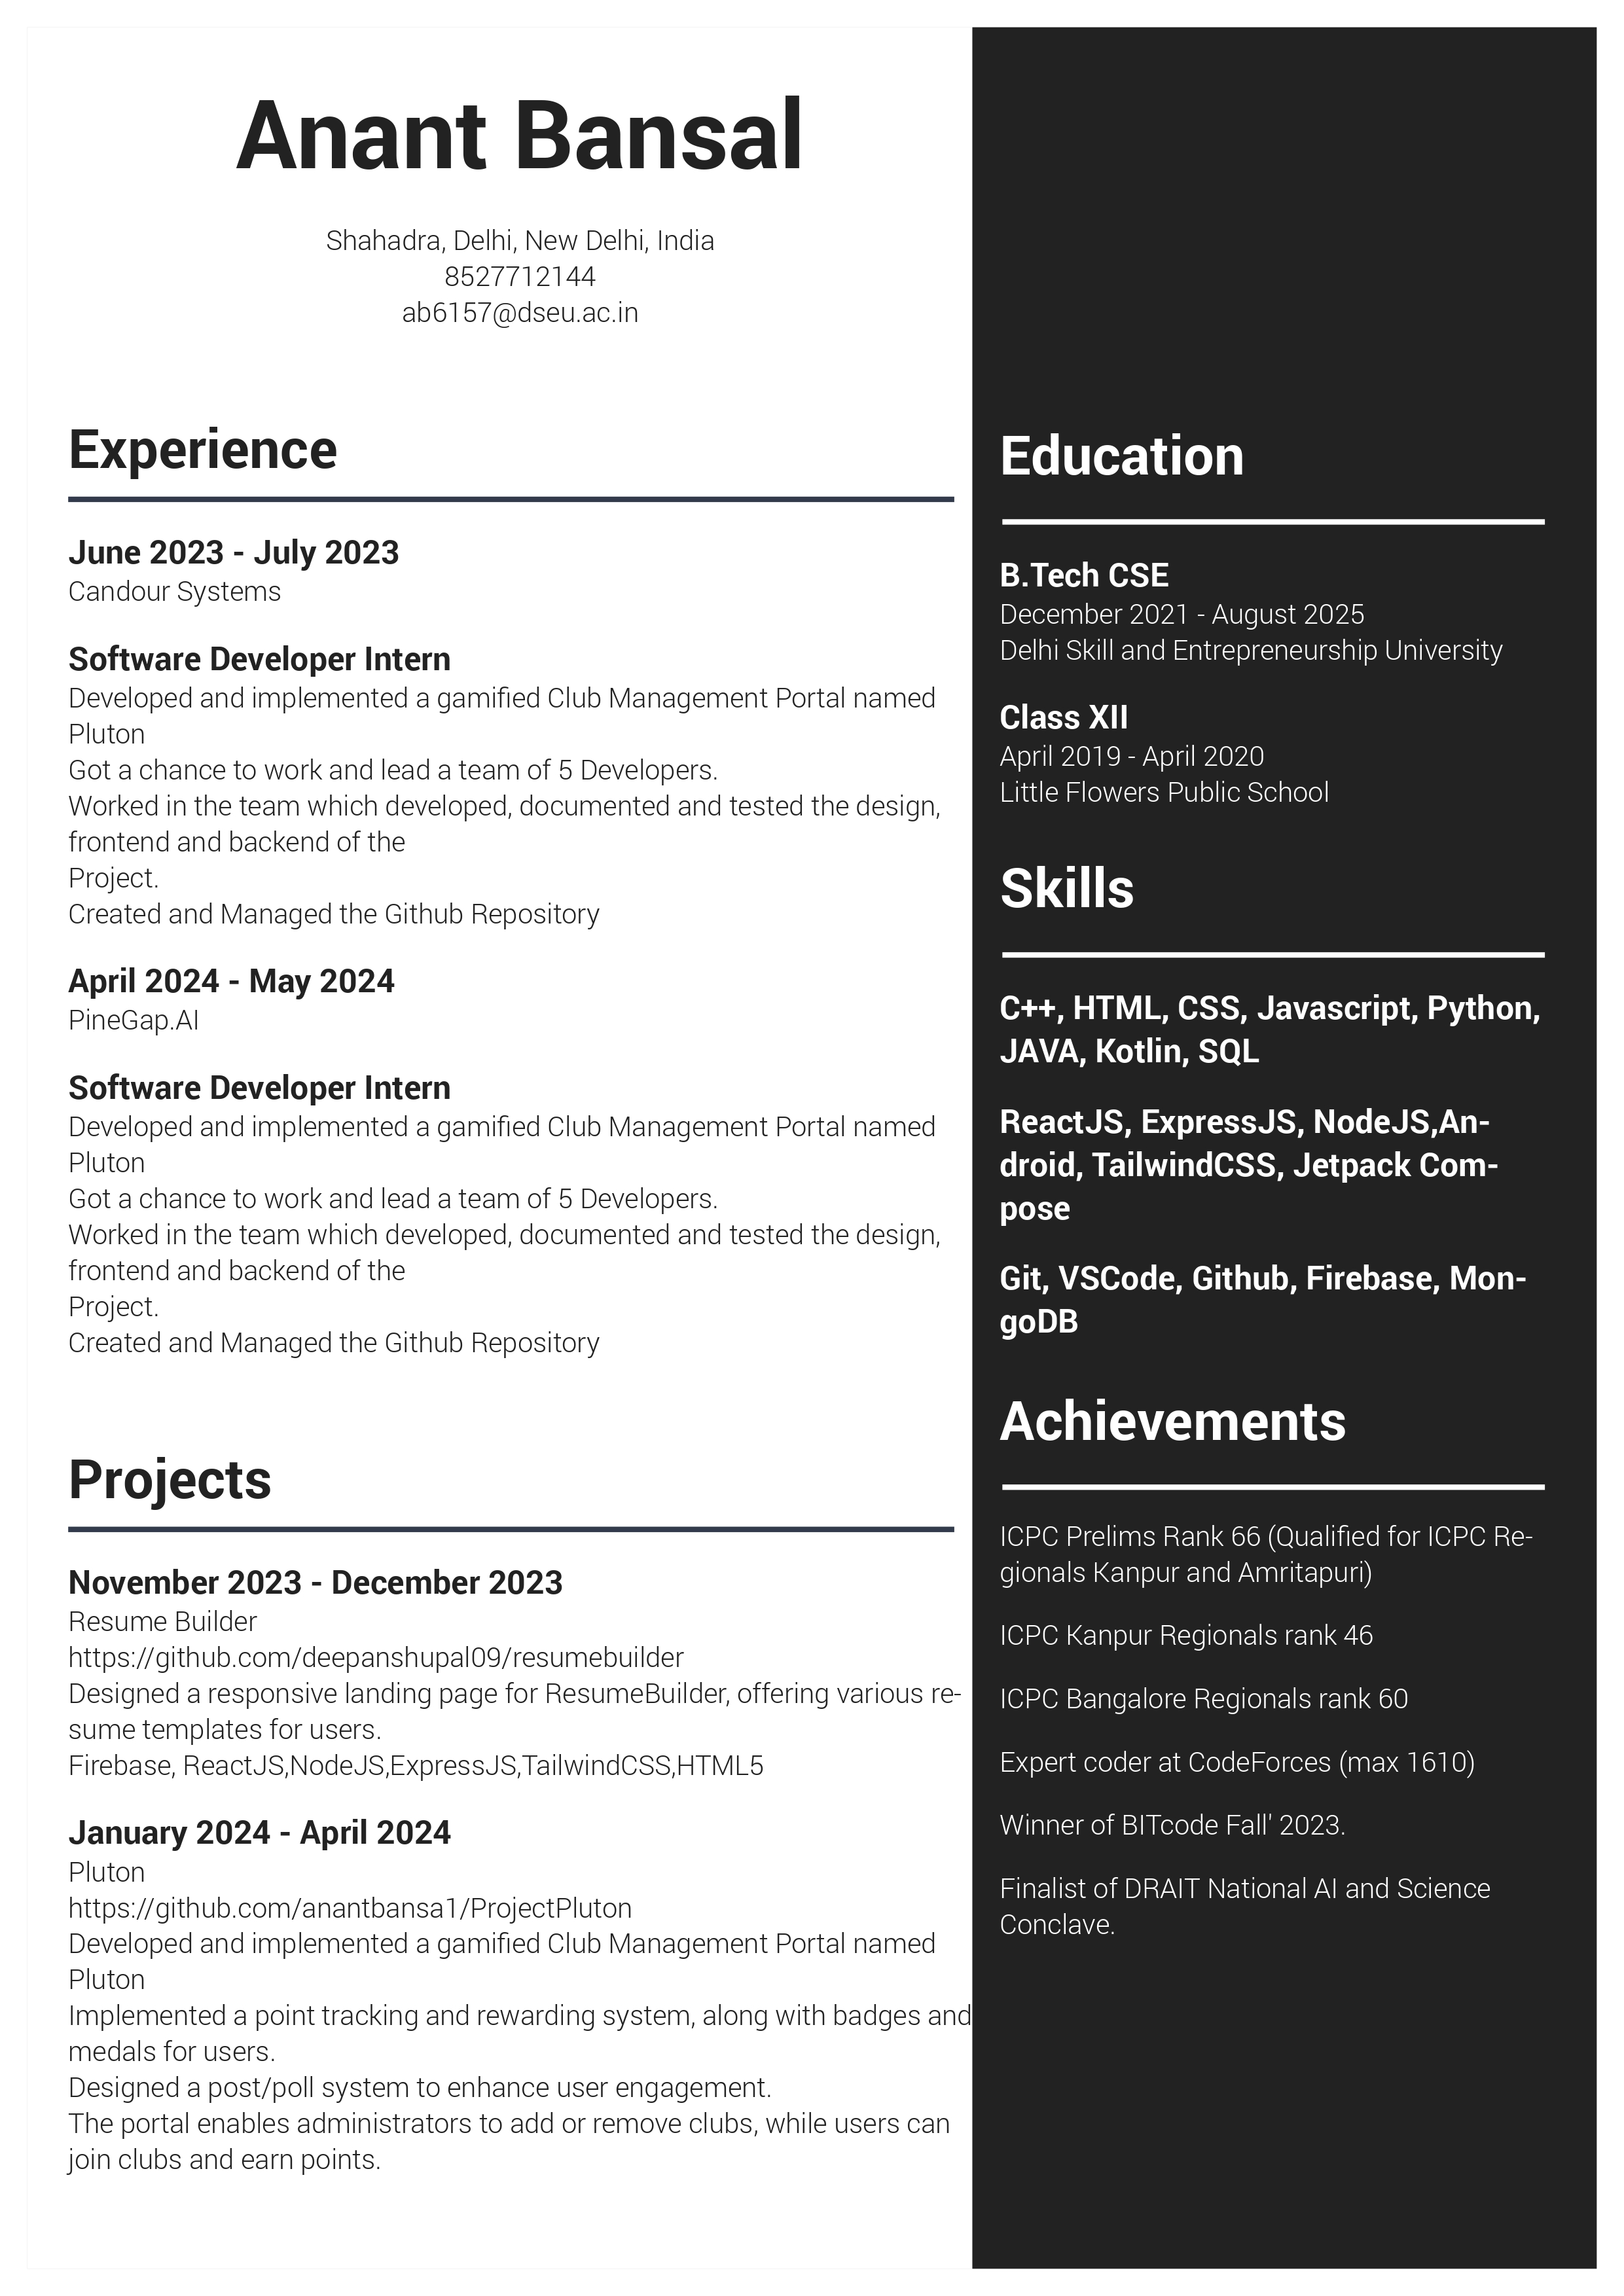 Anant Bansal
Shahadra, Delhi, New Delhi, India
8527712144
ab6157@dseu.ac.in
Experience
June 2023 - July 2023
Candour Systems
Software Developer Intern
Developed and implemented a gamified Club Management Portal named
Pluton
Got a chance to work and lead a team of 5 Developers.
Worked in the team which developed, documented and tested the design,
frontend and backend of the
Project.
Created and Managed the Github Repository
April 2024 - May 2024
PineGap.AI
Software Developer Intern
Developed and implemented a gamified Club Management Portal named
Pluton
Got a chance to work and lead a team of 5 Developers.
Worked in the team which developed, documented and tested the design,
frontend and backend of the
Project.
Created and Managed the Github Repository
Projects
November 2023 - December 2023
Resume Builder
https://github.com/deepanshupal09/resumebuilder
Designed a responsive landing page for ResumeBuilder, offering various re-
sume templates for users.
Firebase, ReactJS,NodeJS,ExpressJS,TailwindCSS,HTML5
January 2024 - April 2024
Pluton
https://github.com/anantbansa1/ProjectPluton
Developed and implemented a gamified Club Management Portal named
Pluton
Implemented a point tracking and rewarding system, along with badges and
medals for users.
Designed a post/poll system to enhance user engagement.
The portal enables administrators to add or remove clubs, while users can
join clubs and earn points.
Education
B.Tech CSE
December 2021 - August 2025
Delhi Skill and Entrepreneurship University
Class XII
April 2019 - April 2020
Little Flowers Public School
Skills
C++, HTML, CSS, Javascript, Python,
JAVA, Kotlin, SQL
ReactJS, ExpressJS, NodeJS,An-
droid, TailwindCSS, Jetpack Com-
pose
Git, VSCode, Github, Firebase, Mon-
goDB
Achievements
ICPC Prelims Rank 66 (Qualified for ICPC Re-
gionals Kanpur and Amritapuri)
ICPC Kanpur Regionals rank 46
ICPC Bangalore Regionals rank 60
Expert coder at CodeForces (max 1610)
Winner of BITcode Fall' 2023.
Finalist of DRAIT National AI and Science
Conclave.